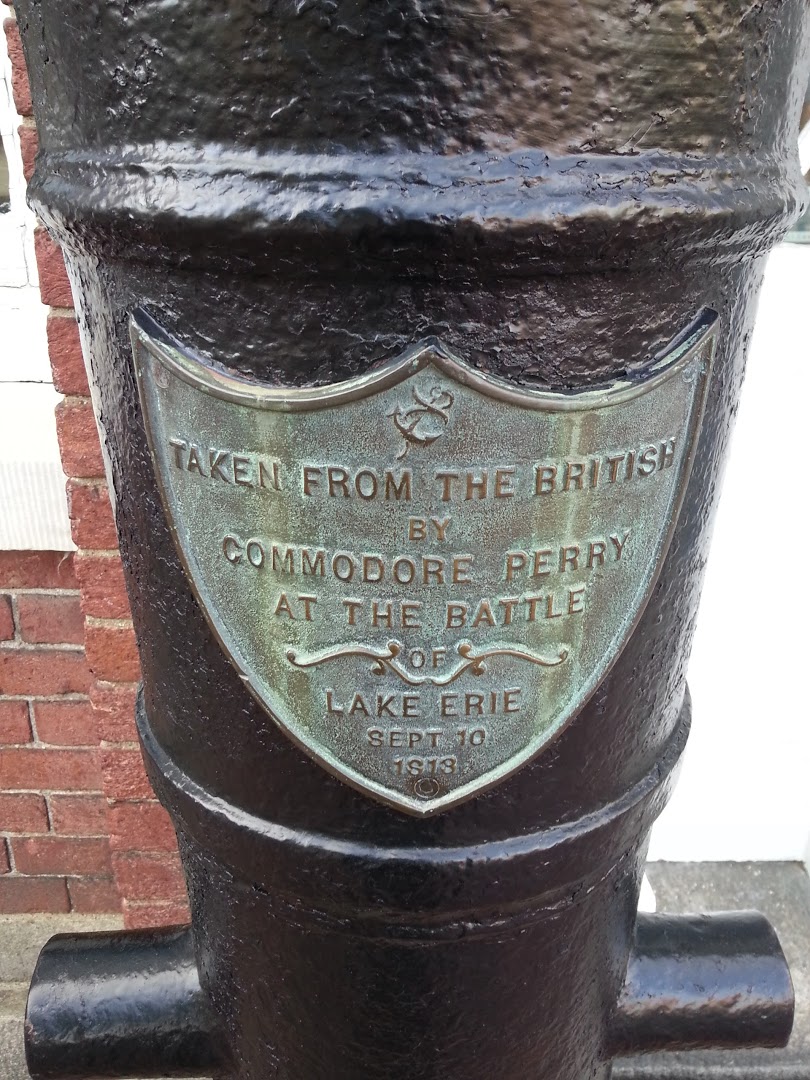 TAKEN FROM THE BRITISH
BY
COMMODORE PERRY
AT THE BATTLE
OF
LAKE ERIE
SEPT 10
1813
©